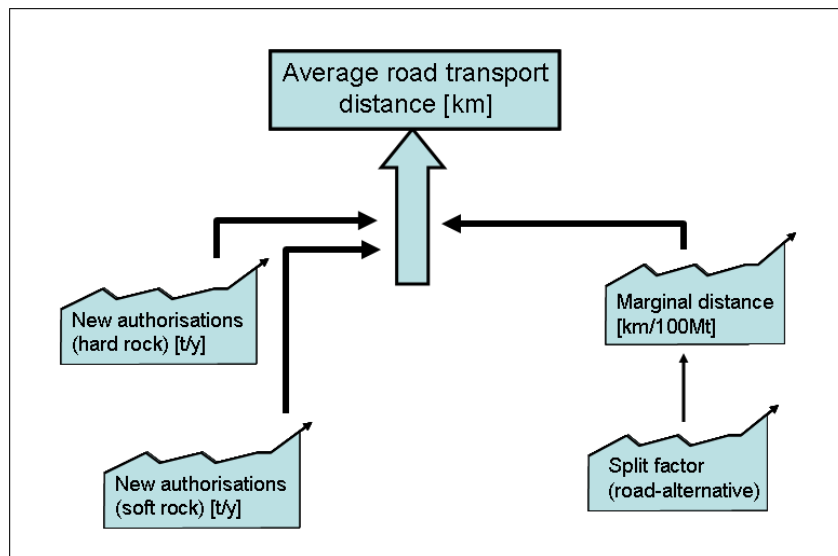 Average road transport
distance [km]
New authorisations
(hard rock) [t/y]
Marginal distance
[km/100Mt]
New authorisations
(soft rock) [t/y]
Split factor
(road-alternative)